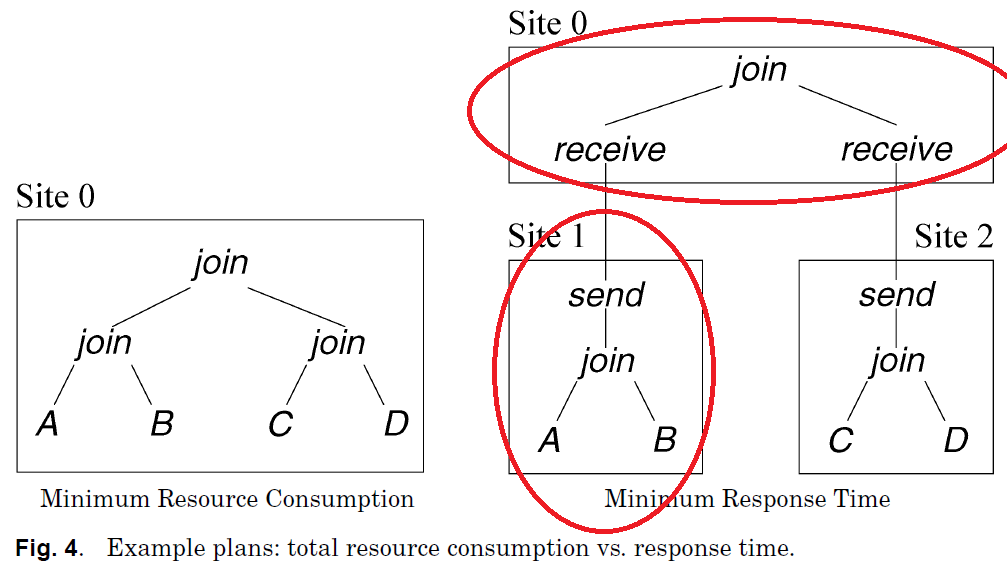 Site 0
join
receive receive
Site 0
join
join join
A B C D
Site 1 Site 2
send send
join join
A B C D
Minimum Resource Consumption Minimum Response Time
Fig. 4. Example plans: total resource consumption vs. response time.